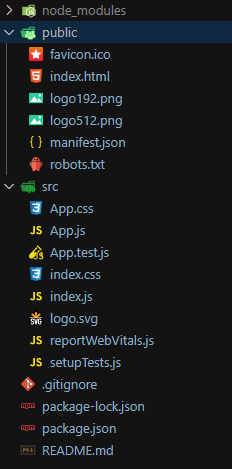 node_modules
public
favicon.ico
index.html
logo192.png
logo512.png
manifest.json
robots.txt
src
App.css
JS App.js
App.test.js
index.css
JS index.js
SVG logo.svg
JS reportWebVitals.js
JS setupTests.js
.gitignore
package-lock.json
package.json
README.md